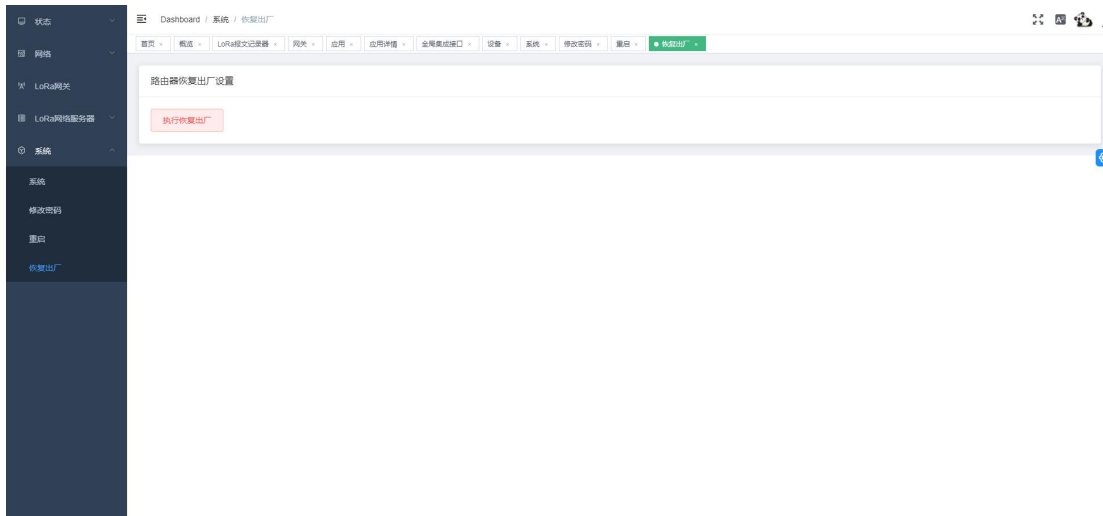 状态
Dashboard / 系统 / 恢复出厂
首页 × 概览 × LoRa报文记录器 × 网关 × 应用 × 应用详情 × 全局集成接口 × 设备 × 系统 × 修改密码 × 重启 × 恢复出厂 ×
网络
LoRa网关
LoRa网络服务器
系统
系统
修改密码
重启
恢复出厂
路由器恢复出厂设置
执行恢复出厂